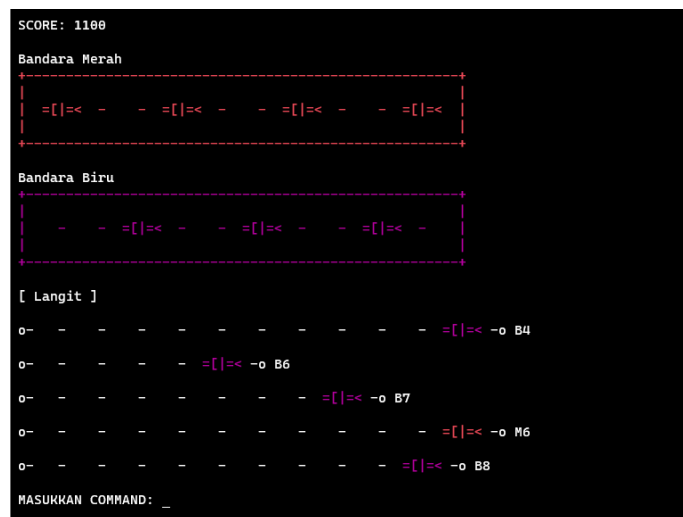 SCORE: 1100
Bandara Merah
+------------------------------------------------------+
|                                                      |
|  =[|=<  -    -  =[|=<  -    -  =[|=<  -    -  =[|=<  |
|                                                      |
+------------------------------------------------------+
Bandara Biru
+------------------------------------------------------+
|                                                      |
|    -    -  =[|=<  -    -  =[|=<  -    -  =[|=<  -    |
|                                                      |
+------------------------------------------------------+
[ Langit ]
o-   -    -    -    -    -    -    -    -    -    -  =[|=< -o B4
o-   -    -    -    -  =[|=< -o B6
o-   -    -    -    -    -    -    -  =[|=< -o B7
o-   -    -    -    -    -    -    -    -    -    -  =[|=< -o M6
o-   -    -    -    -    -    -    -    -    -  =[|=< -o B8
MASUKKAN COMMAND: _